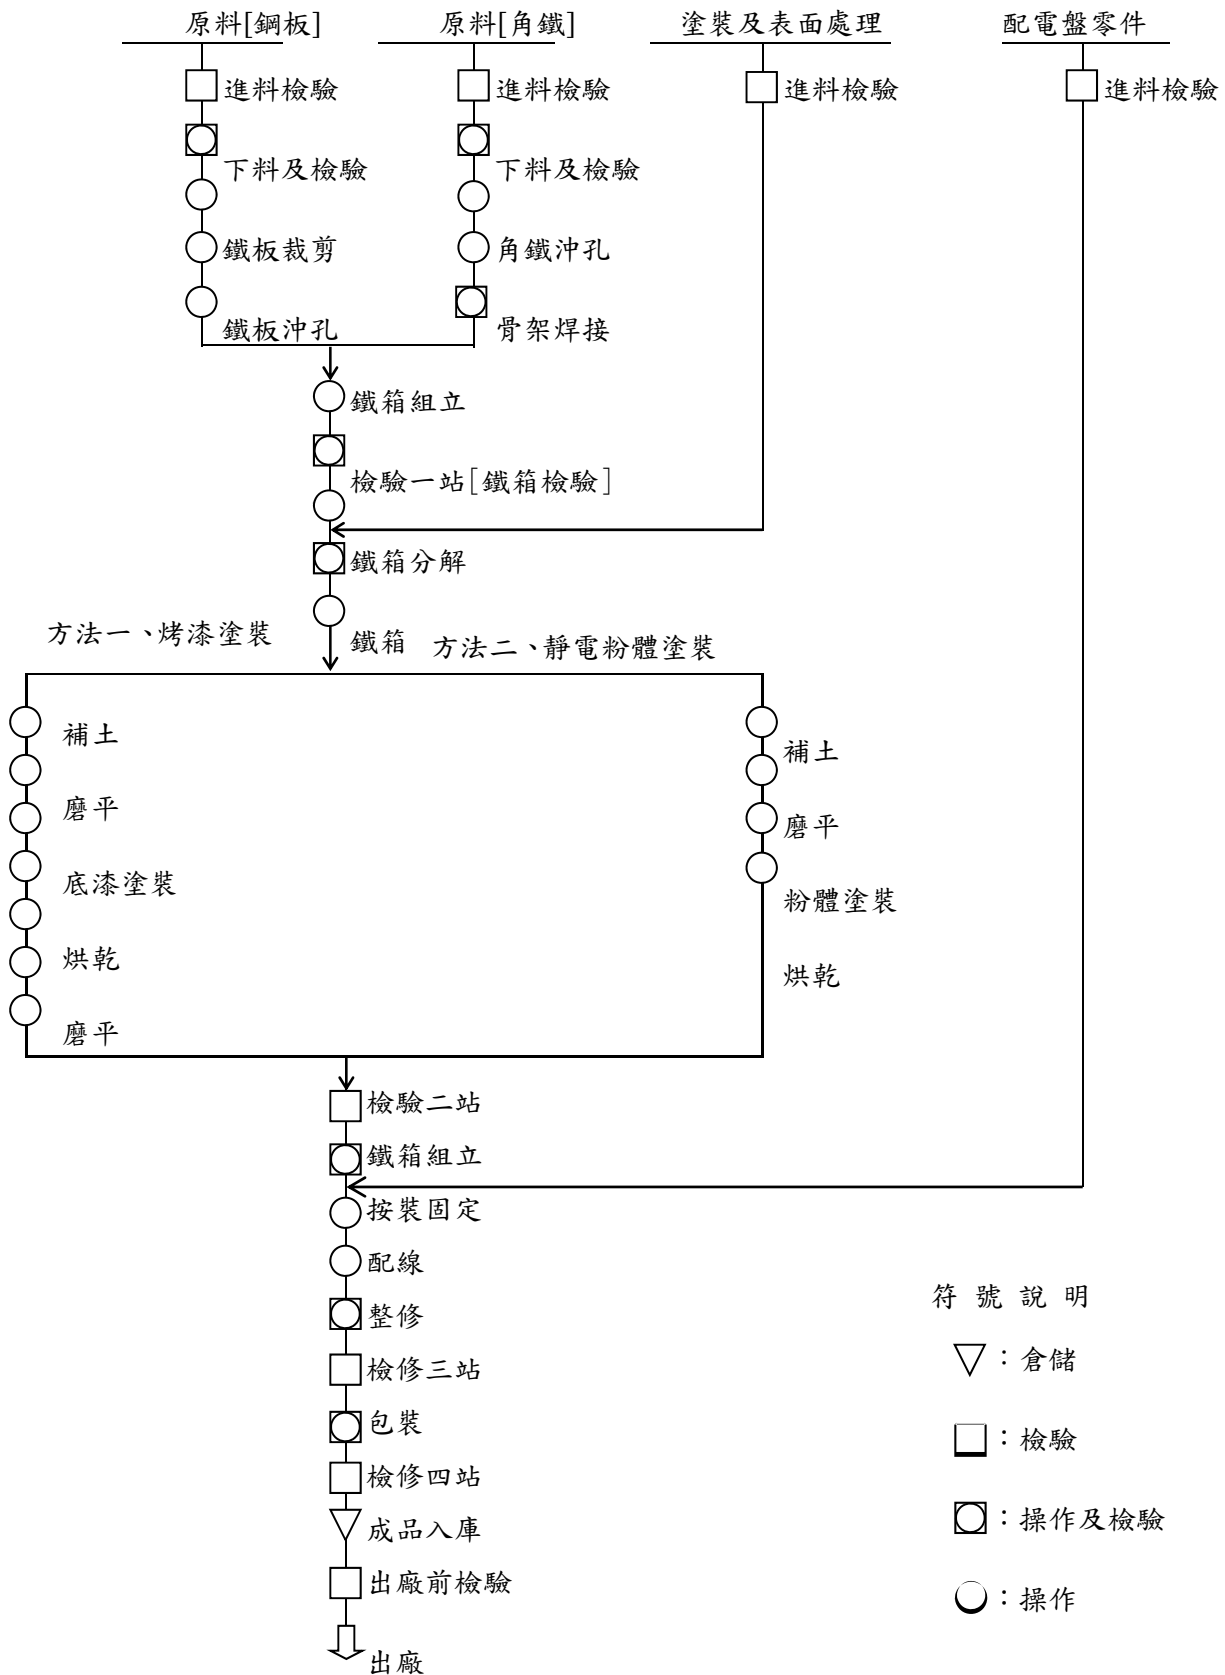 原料[鋼板]
原料[角鐵]
塗裝及表面處理
配電盤零件
進料檢驗
進料檢驗
進料檢驗
進料檢驗
下料及檢驗
下料及檢驗
鐵板裁剪
角鐵沖孔
鐵板沖孔
骨架焊接
鐵箱組立
檢驗一站[鐵箱檢驗]
鐵箱分解
方法一、烤漆塗裝
鐵箱
方法二、靜電粉體塗裝
補土
磨平
底漆塗裝
烘乾
磨平
補土
磨平
粉體塗裝
烘乾
檢驗二站
鐵箱組立
按裝固定
配線
整修
檢修三站
包裝
檢修四站
成品入庫
出廠前檢驗
出廠
符號說明
：倉儲
：檢驗
：操作及檢驗
：操作